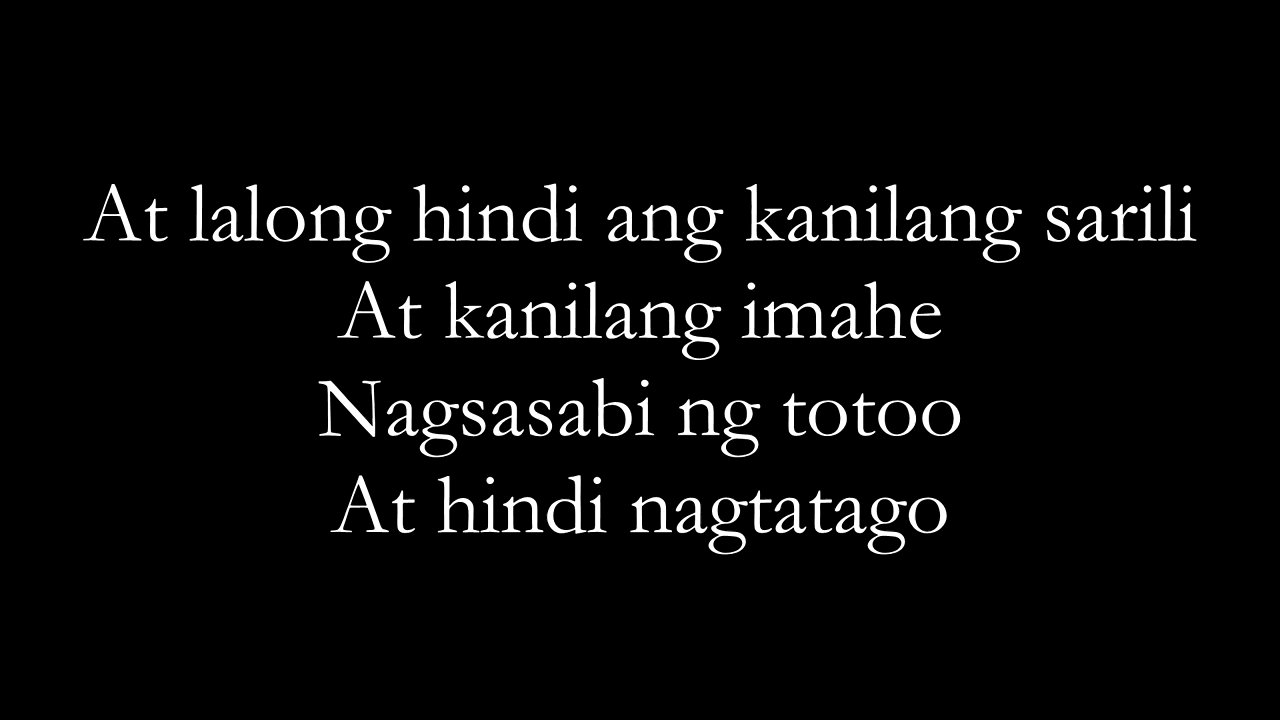 At lalong hindi ang kanilang sarili
At kanilang imahe
Nagsasabi ng totoo
At hindi nagtatago